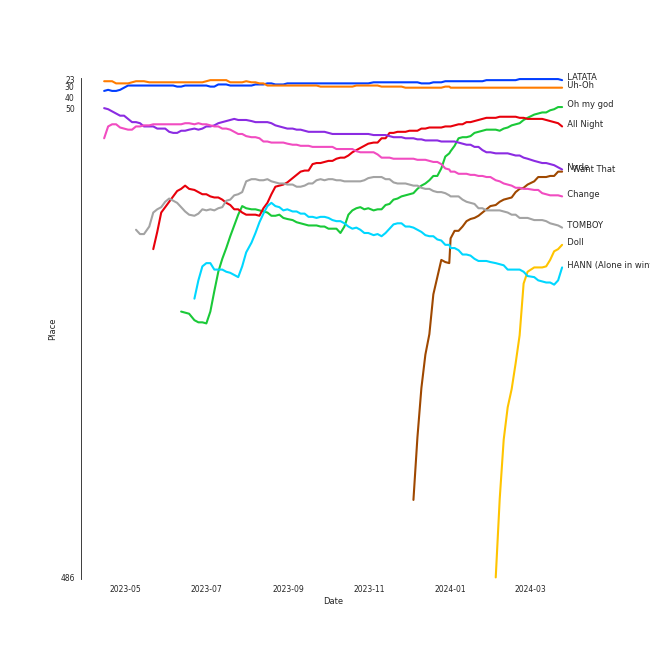 23
30
40
50
486
Place
2023-05
2023-07
2023-09
2023-11
2024-01
2024-03
Date
LATATA
Uh-Oh
Oh my god
All Night
Want That
Change
TOMBOY
Doll
HANN (Alone in win